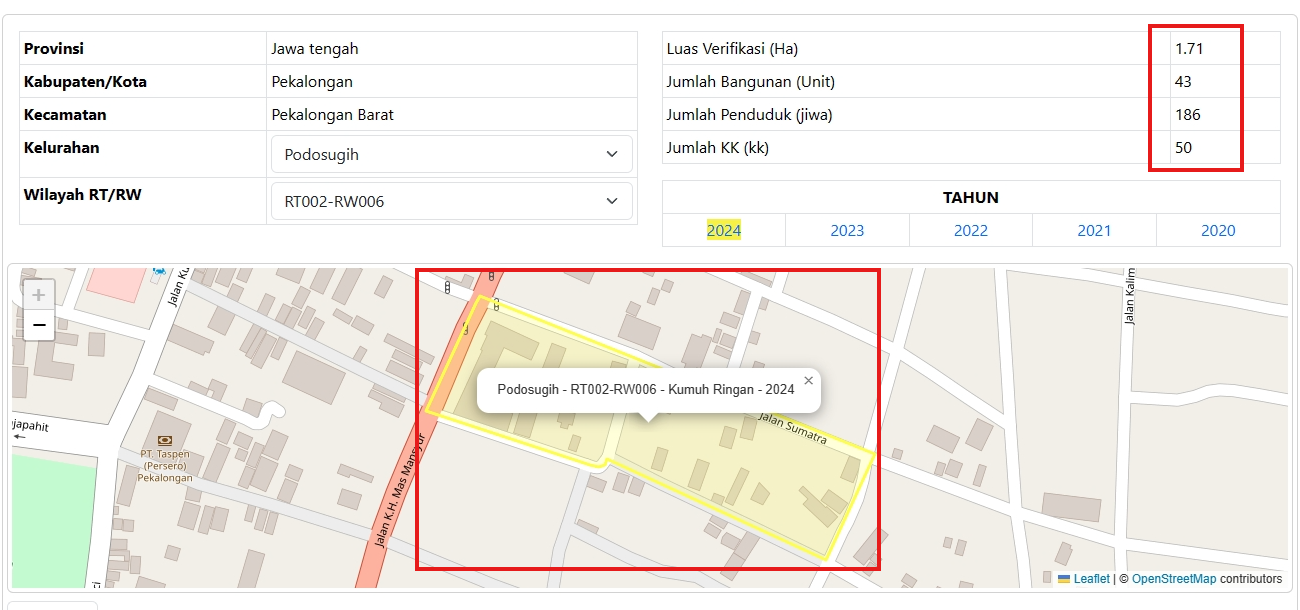 Provinsi Jawa tengah
Kabupaten/Kota Pekalongan
Kecamatan Pekalongan Barat
Kelurahan Podosugih
Wilayah RT/RW RT002-RW006
Luas Verifikasi (Ha) 1.71
Jumlah Bangunan (Unit) 43
Jumlah Penduduk (jiwa) 186
Jumlah KK (kk) 50
TAHUN
2024 2023 2022 2021 2020
+
−
Jalan Ku
Jalan Kalim
Podosugih - RT002-RW006 - Kumuh Ringan - 2024 ×
Jalan Sumatra
japahit
PT. Taspen
(Persero)
Pekalongan
Jalan K.H. Mas Mansyur
Leaflet | © OpenStreetMap contributors